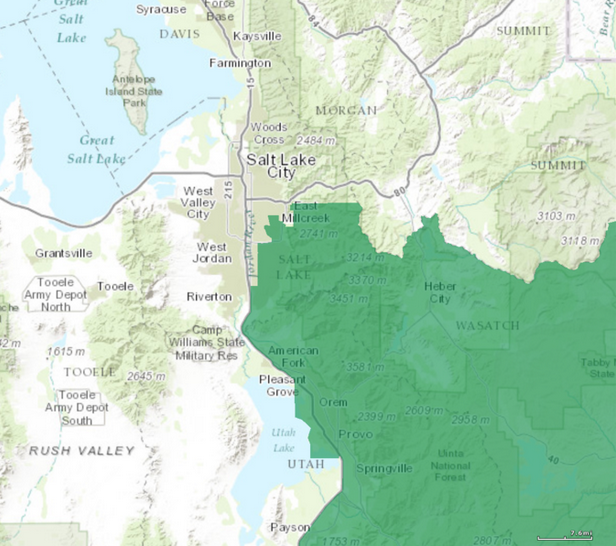 Great
Salt
Lake
Syracuse
Force
Base
DAVIS
Kaysville
Farmington
84
SUMMIT
Bear R
Antelope
Island State
Park
15
MORGAN
Great
Salt Lake
Woods
Cross
2484 m
Salt Lake
City
80
SUMMIT
215
West
Valley
City
East
Millcreek
2741 m
3103 m
3118 m
Jordan River
West
Jordan
SALT
LAKE
3214 m
3370 m
3451 m
Heber
City
Grantsville
Tooele
Army Depot
North
Tooele
Riverton
WASATCH
Camp
Williams State
Military Res
1615 m
TOOELE
2645 m
American
Fork
3581 m
Tabby
State
Pleasant
Grove
Tooele
Army Depot
South
Orem
2399 m
2609 m
2958 m
Utah
Lake
Provo
RUSH VALLEY
UTAH
Springville
Uinta
National
Forest
40
Payson
1753 m
2807 m
7.6mi